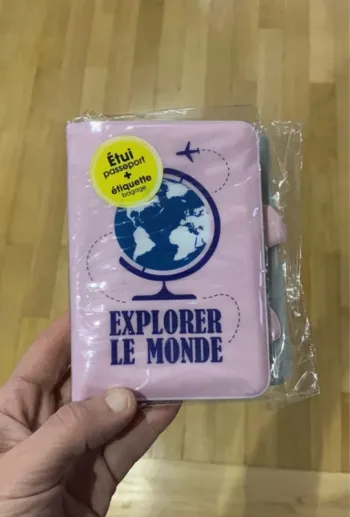 Étui
passeport
+
étiquette
bagage
EXPLORER
LE MONDE